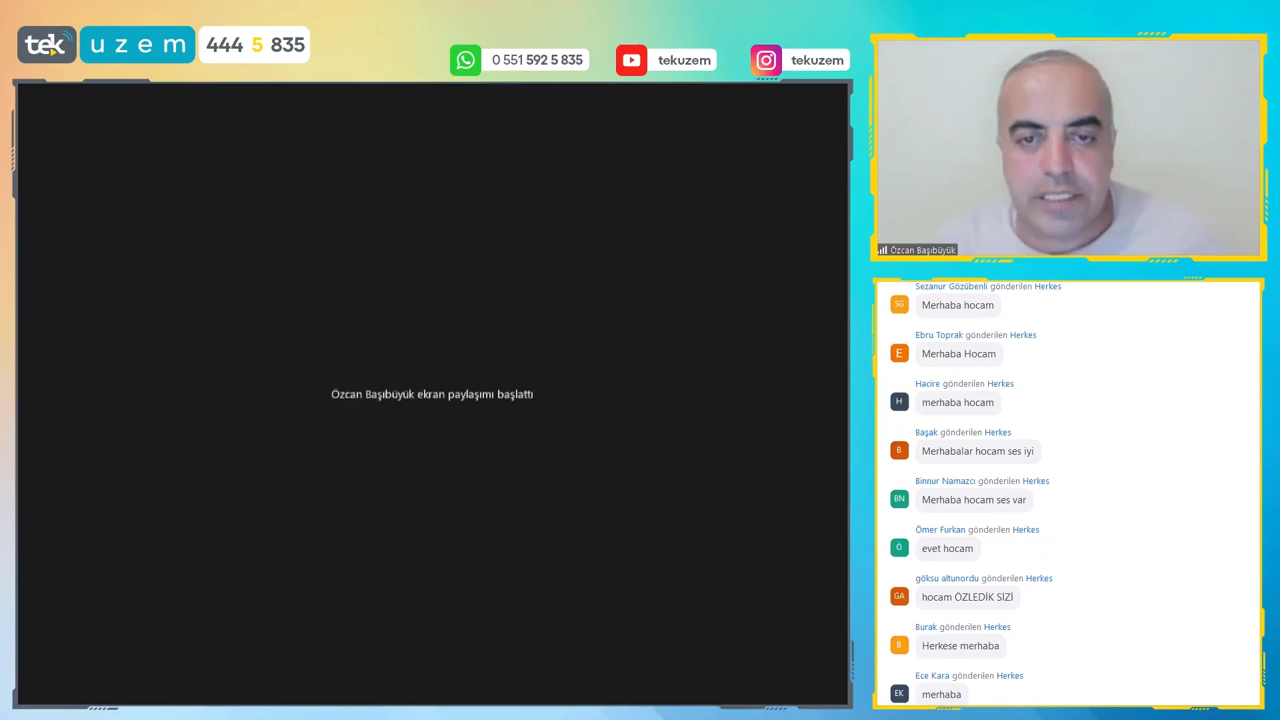 tek
uzem
444 5 835
0 551 592 5 835
tekuzem
tekuzem
Özcan Başıbüyük ekran paylaşımı başlattı
Özcan Başıbüyük
Sezanur Gözübenli gönderilen Herkes
SG
Merhaba hocam
Ebru Toprak gönderilen Herkes
E
Merhaba Hocam
Hacire gönderilen Herkes
H
merhaba hocam
Başak gönderilen Herkes
B
Merhabalar hocam ses iyi
Binnur Namazcı gönderilen Herkes
BN
Merhaba hocam ses var
Ömer Furkan gönderilen Herkes
Ö
evet hocam
göksu altunordu gönderilen Herkes
GA
hocam ÖZLEDİK SİZİ
Burak gönderilen Herkes
B
Herkese merhaba
Ece Kara gönderilen Herkes
EK
merhaba